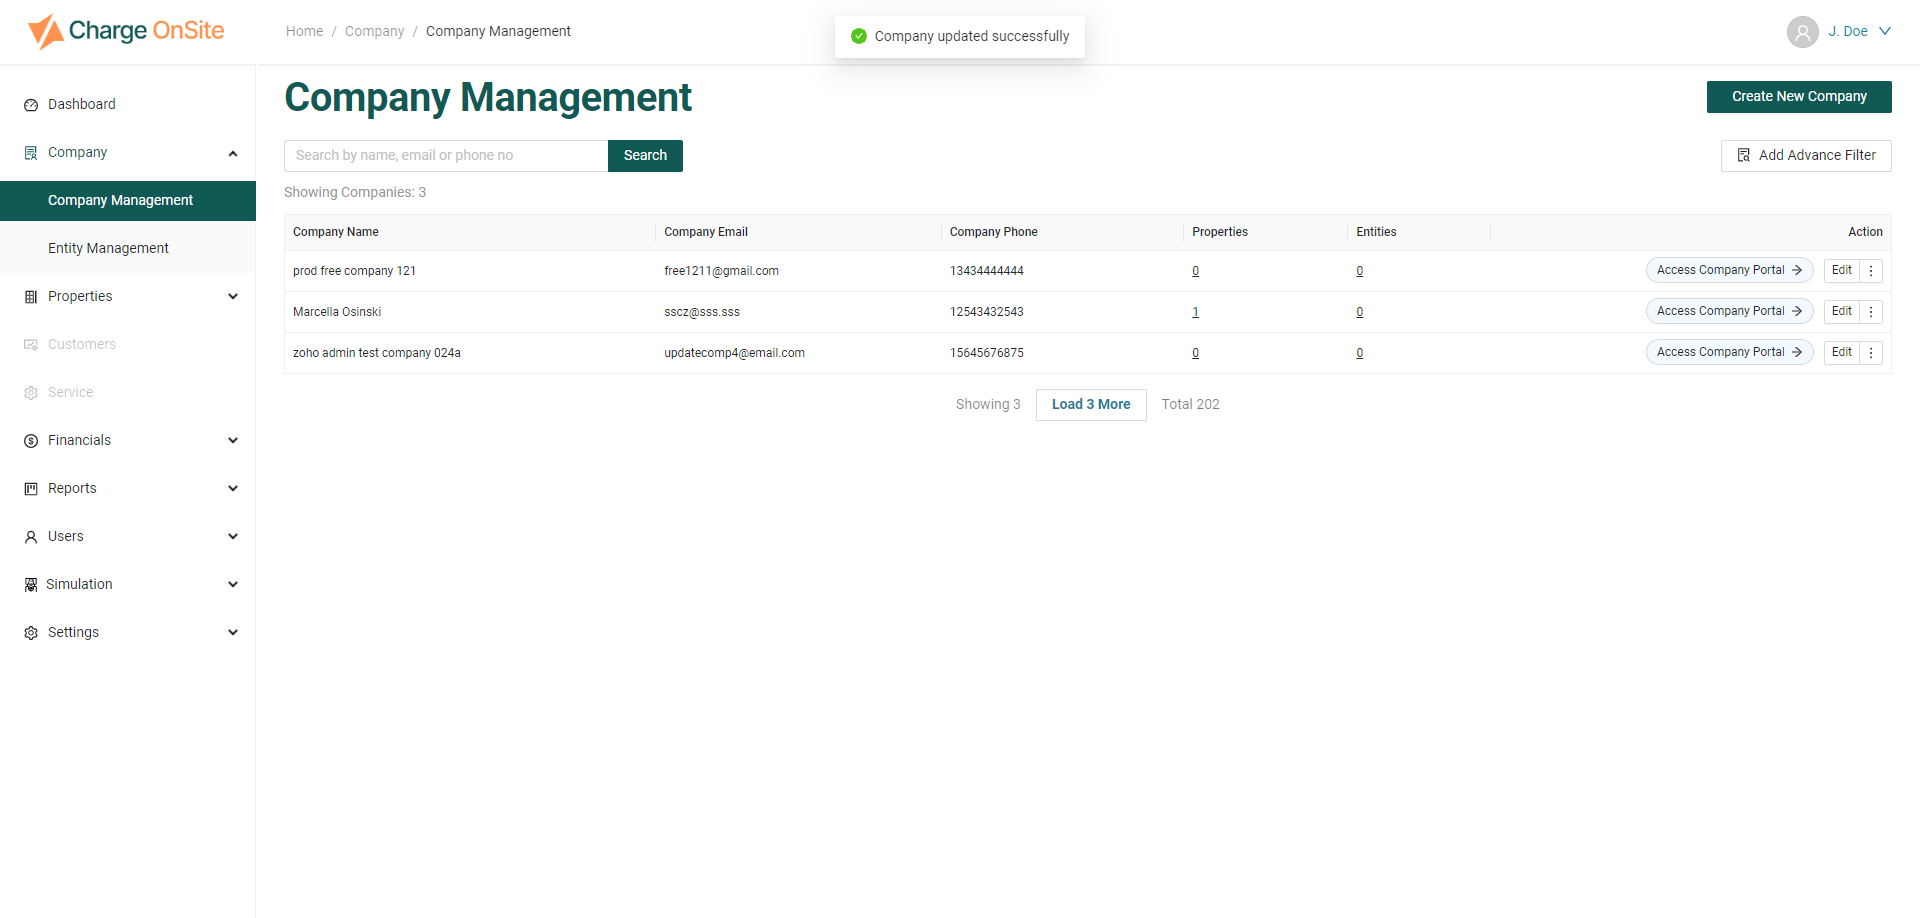 Charge OnSite
Home / Company / Company Management
Company updated successfully
J. Doe
Dashboard
Company
Company Management
Entity Management
Properties
Customers
Service
Financials
Reports
Users
Simulation
Settings
Company Management
Create New Company
Search by name, email or phone no
Search
Add Advance Filter
Showing Companies: 3
Company Name Company Email Company Phone Properties Entities Action
prod free company 121 free1211@gmail.com 13434444444 0 0 Access Company Portal → Edit ⋮
Marcella Osinski sscz@sss.sss 12543432543 1 0 Access Company Portal → Edit ⋮
zoho admin test company 024a updatecomp4@email.com 15645676875 0 0 Access Company Portal → Edit ⋮
Showing 3 Load 3 More Total 202